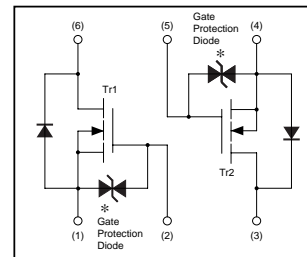 (6)
(5)
Gate
Protection
Diode
(4)
*
Tr1
Tr2
*
(1)
Gate
Protection
Diode
(2)
(3)